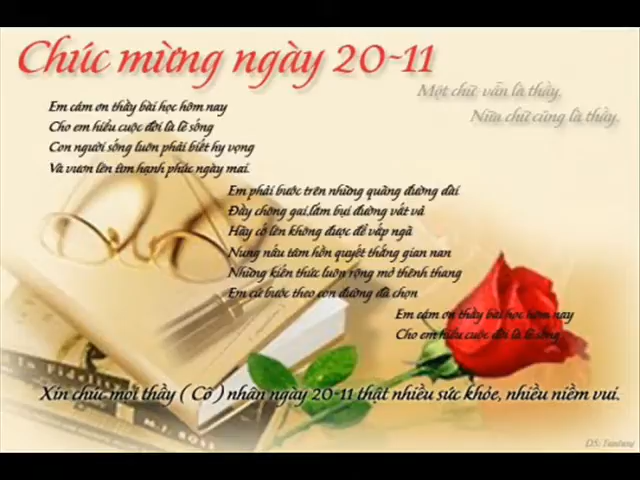 Chúc mừng ngày 20-11
Một chữ vẫn là thầy,
Nửa chữ cũng là thầy.
Em cám ơn thầy bài học hôm nay
Cho em hiểu cuộc đời là lẽ sống
Con người sống luôn phải biết hy vọng
Và vươn lên tìm hạnh phúc ngày mai.
Em phải bước trên những quãng đường dài
Đầy chông gai,lấm bụi đường vất vả
Hãy cố lên không được để vấp ngã
Nung nấu tâm hồn quyết thắng gian nan
Những kiến thức luôn rộng mở thênh thang
Em cứ bước theo con đường đã chọn
Em cám ơn thầy bài học hôm nay
Cho em hiểu cuộc đời là lẽ sống
Xin chúc mọi thầy ( Cô ) nhân ngày 20-11 thật nhiều sức khỏe, nhiều niềm vui.
M.J. ROSE
DS: